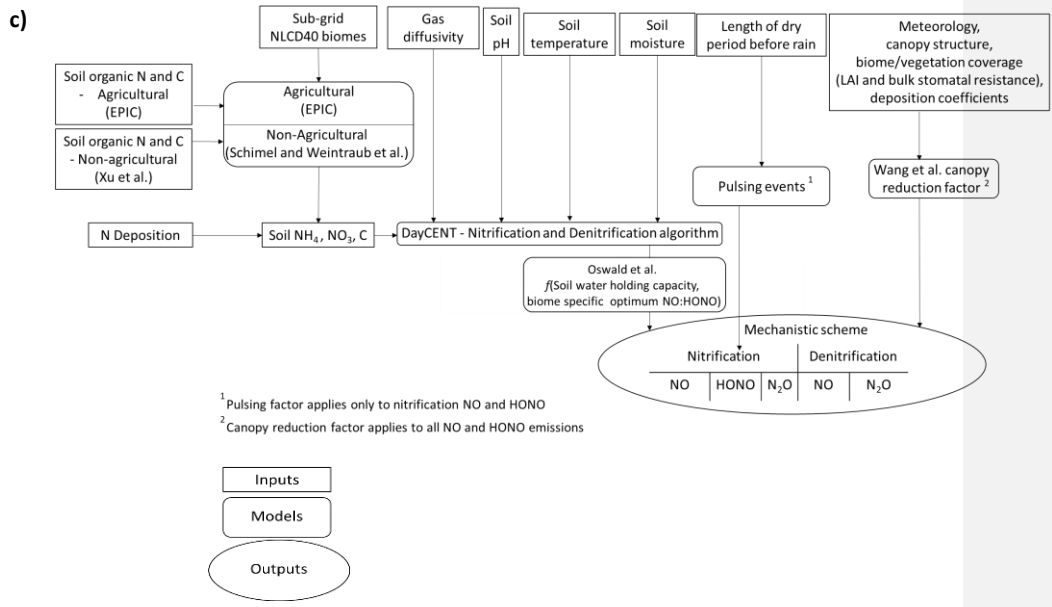 c)
Sub-grid
NLCD40 biomes
Gas
diffusivity
Soil
pH
Soil
temperature
Soil
moisture
Length of dry
period before rain
Meteorology,
canopy structure,
biome/vegetation coverage
(LAI and bulk stomatal resistance),
deposition coefficients
Soil organic N and C
- Agricultural
(EPIC)
Soil organic N and C
- Non-agricultural
(Xu et al.)
Agricultural
(EPIC)
Non-Agricultural
(Schimel and Weintraub et al.)
Pulsing events 1
Wang et al. canopy
reduction factor 2
N Deposition
Soil NH4, NO3, C
DayCENT - Nitrification and Denitrification algorithm
Oswald et al.
f(Soil water holding capacity,
biome specific optimum NO:HONO)
Mechanistic scheme
Nitrification
Denitrification
NO
HONO
N2O
NO
N2O
1 Pulsing factor applies only to nitrification NO and HONO
2 Canopy reduction factor applies to all NO and HONO emissions
Inputs
Models
Outputs